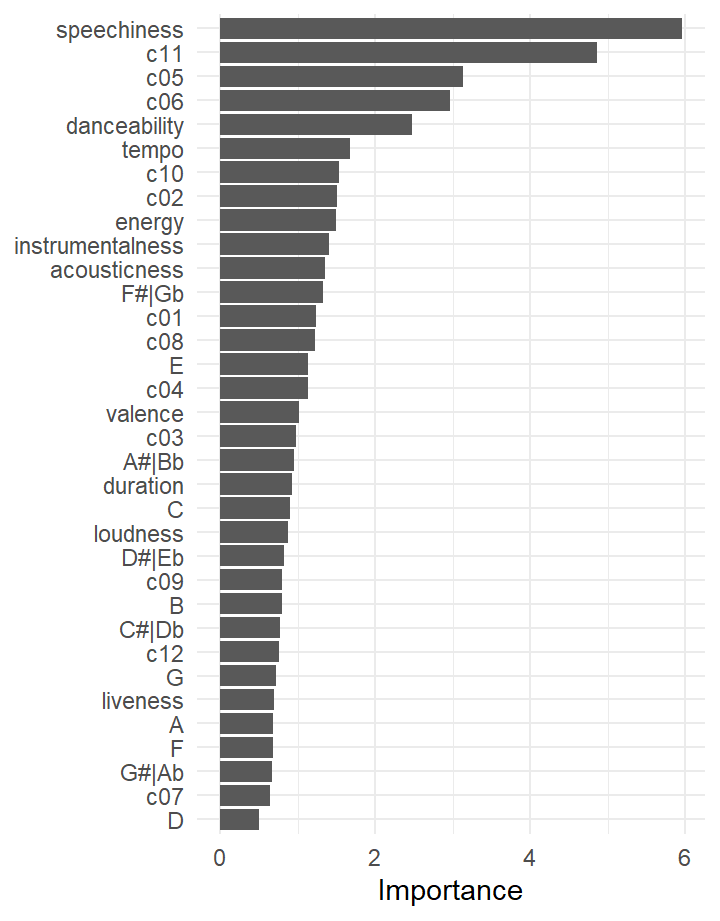 speechiness
c11
c05
c06
danceability
tempo
c10
c02
energy
instrumentalness
acousticness
F#|Gb
c01
c08
E
c04
valence
c03
A#|Bb
duration
C
loudness
D#|Eb
c09
B
C#|Db
c12
G
liveness
A
F
G#|Ab
c07
D
0 2 4 6
Importance